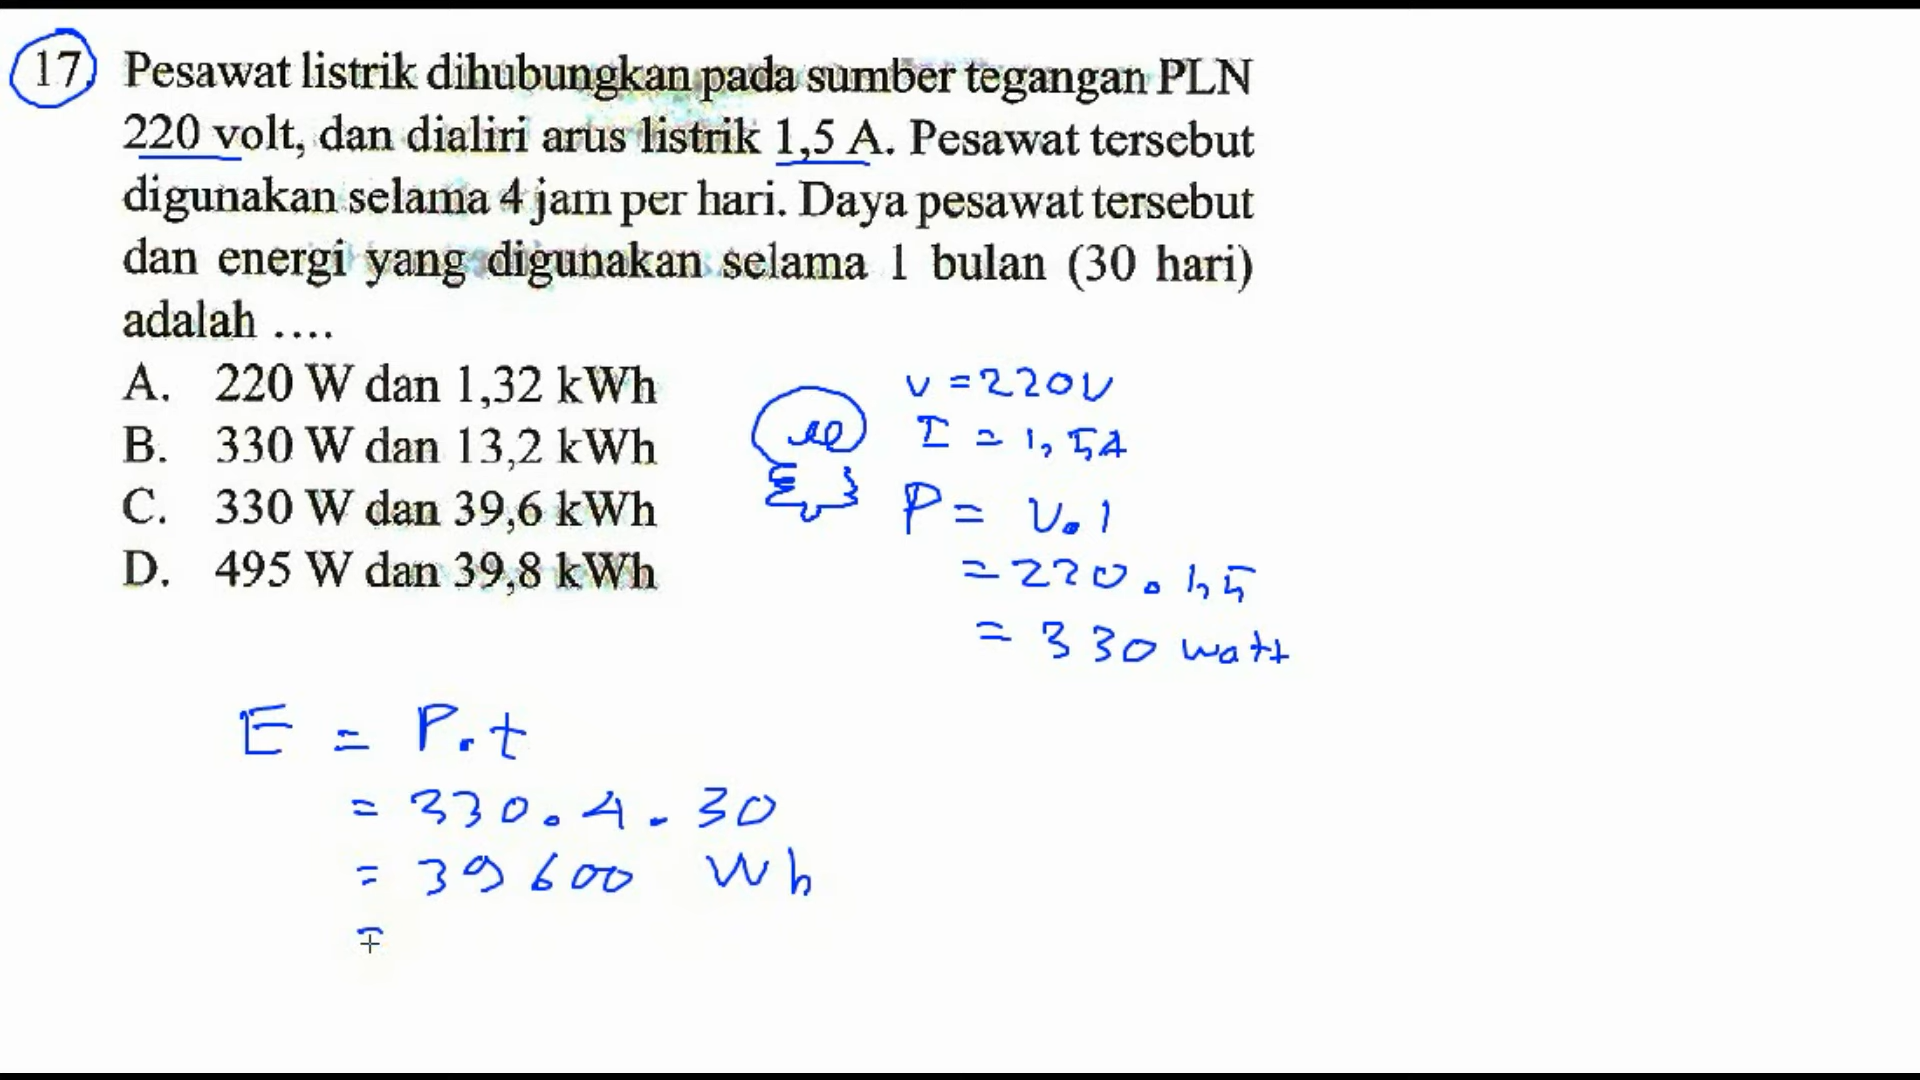 17. Pesawat listrik dihubungkan pada sumber tegangan PLN
220 volt, dan dialiri arus listrik 1,5 A. Pesawat tersebut
digunakan selama 4 jam per hari. Daya pesawat tersebut
dan energi yang digunakan selama 1 bulan (30 hari)
adalah ....
A. 220 W dan 1,32 kWh
B. 330 W dan 13,2 kWh
C. 330 W dan 39,6 kWh
D. 495 W dan 39,8 kWh
V = 220 V
I = 1,5 A
P = V . I
= 220 . 1,5
= 330 watt
E = P . t
= 330 . 4 . 30
= 39600 Wh
=